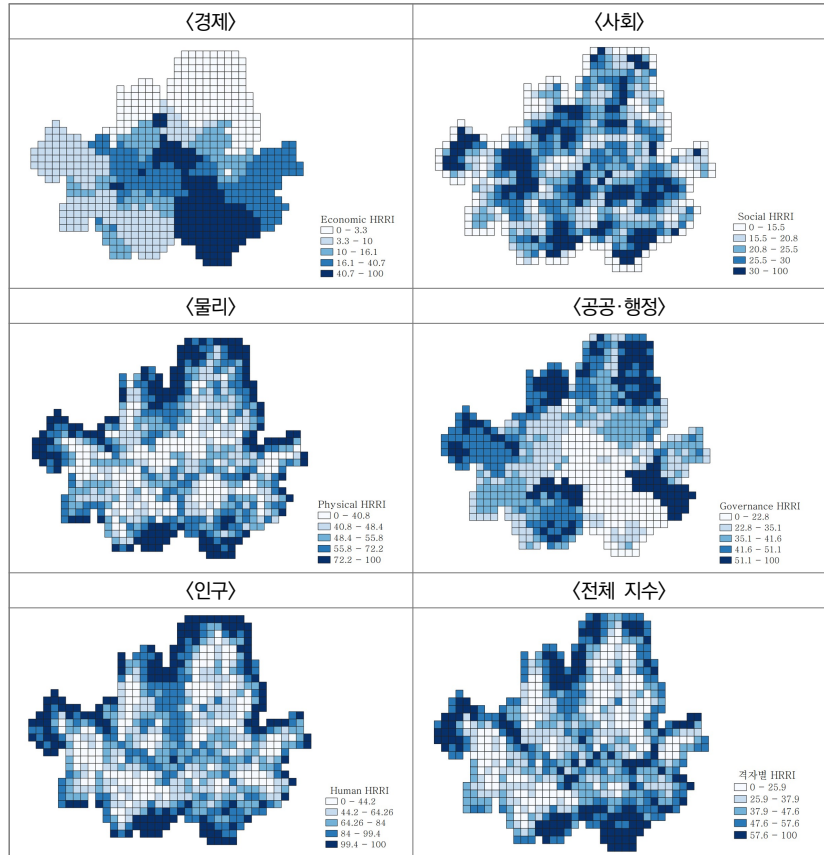 〈경제〉
〈사회〉
Economic HRRI
0 - 3.3
3.3 - 10
10 - 16.1
16.1 - 40.7
40.7 - 100
Social HRRI
0 - 15.5
15.5 - 20.8
20.8 - 25.5
25.5 - 30
30 - 100
〈물리〉
〈공공·행정〉
Physical HRRI
0 - 40.8
40.8 - 48.4
48.4 - 55.8
55.8 - 72.2
72.2 - 100
Governance HRRI
0 - 22.8
22.8 - 35.1
35.1 - 41.6
41.6 - 51.1
51.1 - 100
〈인구〉
〈전체 지수〉
Human HRRI
0 - 44.2
44.2 - 64.26
64.26 - 84
84 - 99.4
99.4 - 100
격자별 HRRI
0 - 25.9
25.9 - 37.9
37.9 - 47.6
47.6 - 57.6
57.6 - 100